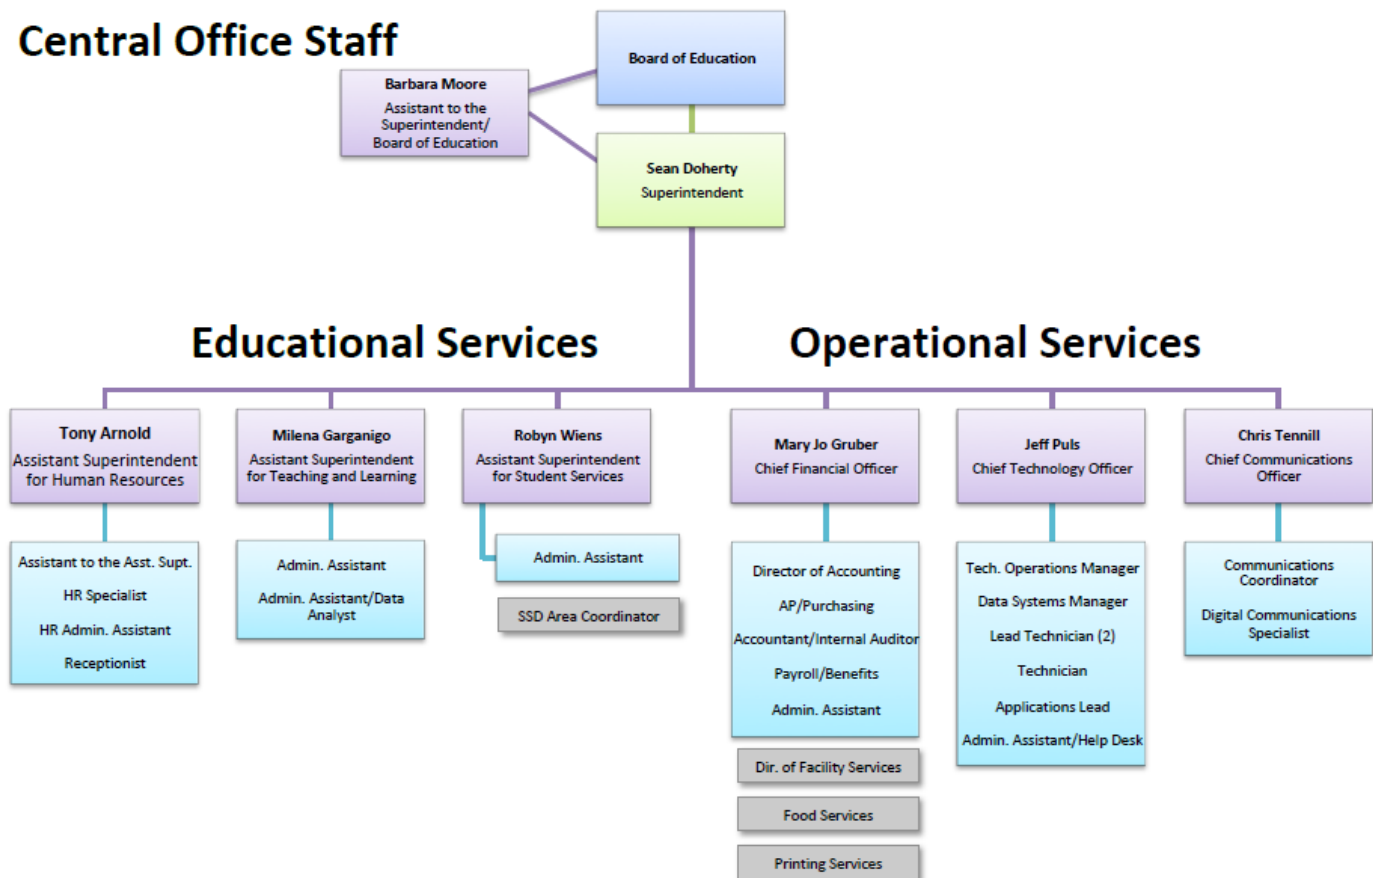 Central Office Staff
Board of Education
Barbara Moore
Assistant to the
Superintendent/
Board of Education
Sean Doherty
Superintendent
Educational Services
Operational Services
Tony Arnold
Assistant Superintendent
for Human Resources
Milena Garganigo
Assistant Superintendent
for Teaching and Learning
Robyn Wiens
Assistant Superintendent
for Student Services
Mary Jo Gruber
Chief Financial Officer
Jeff Puls
Chief Technology Officer
Chris Tennill
Chief Communications
Officer
Assistant to the Asst. Supt.
HR Specialist
HR Admin. Assistant
Receptionist
Admin. Assistant
Admin. Assistant/Data
Analyst
Admin. Assistant
SSD Area Coordinator
Director of Accounting
AP/Purchasing
Accountant/Internal Auditor
Payroll/Benefits
Admin. Assistant
Dir. of Facility Services
Food Services
Printing Services
Tech. Operations Manager
Data Systems Manager
Lead Technician (2)
Technician
Applications Lead
Admin. Assistant/Help Desk
Communications
Coordinator
Digital Communications
Specialist